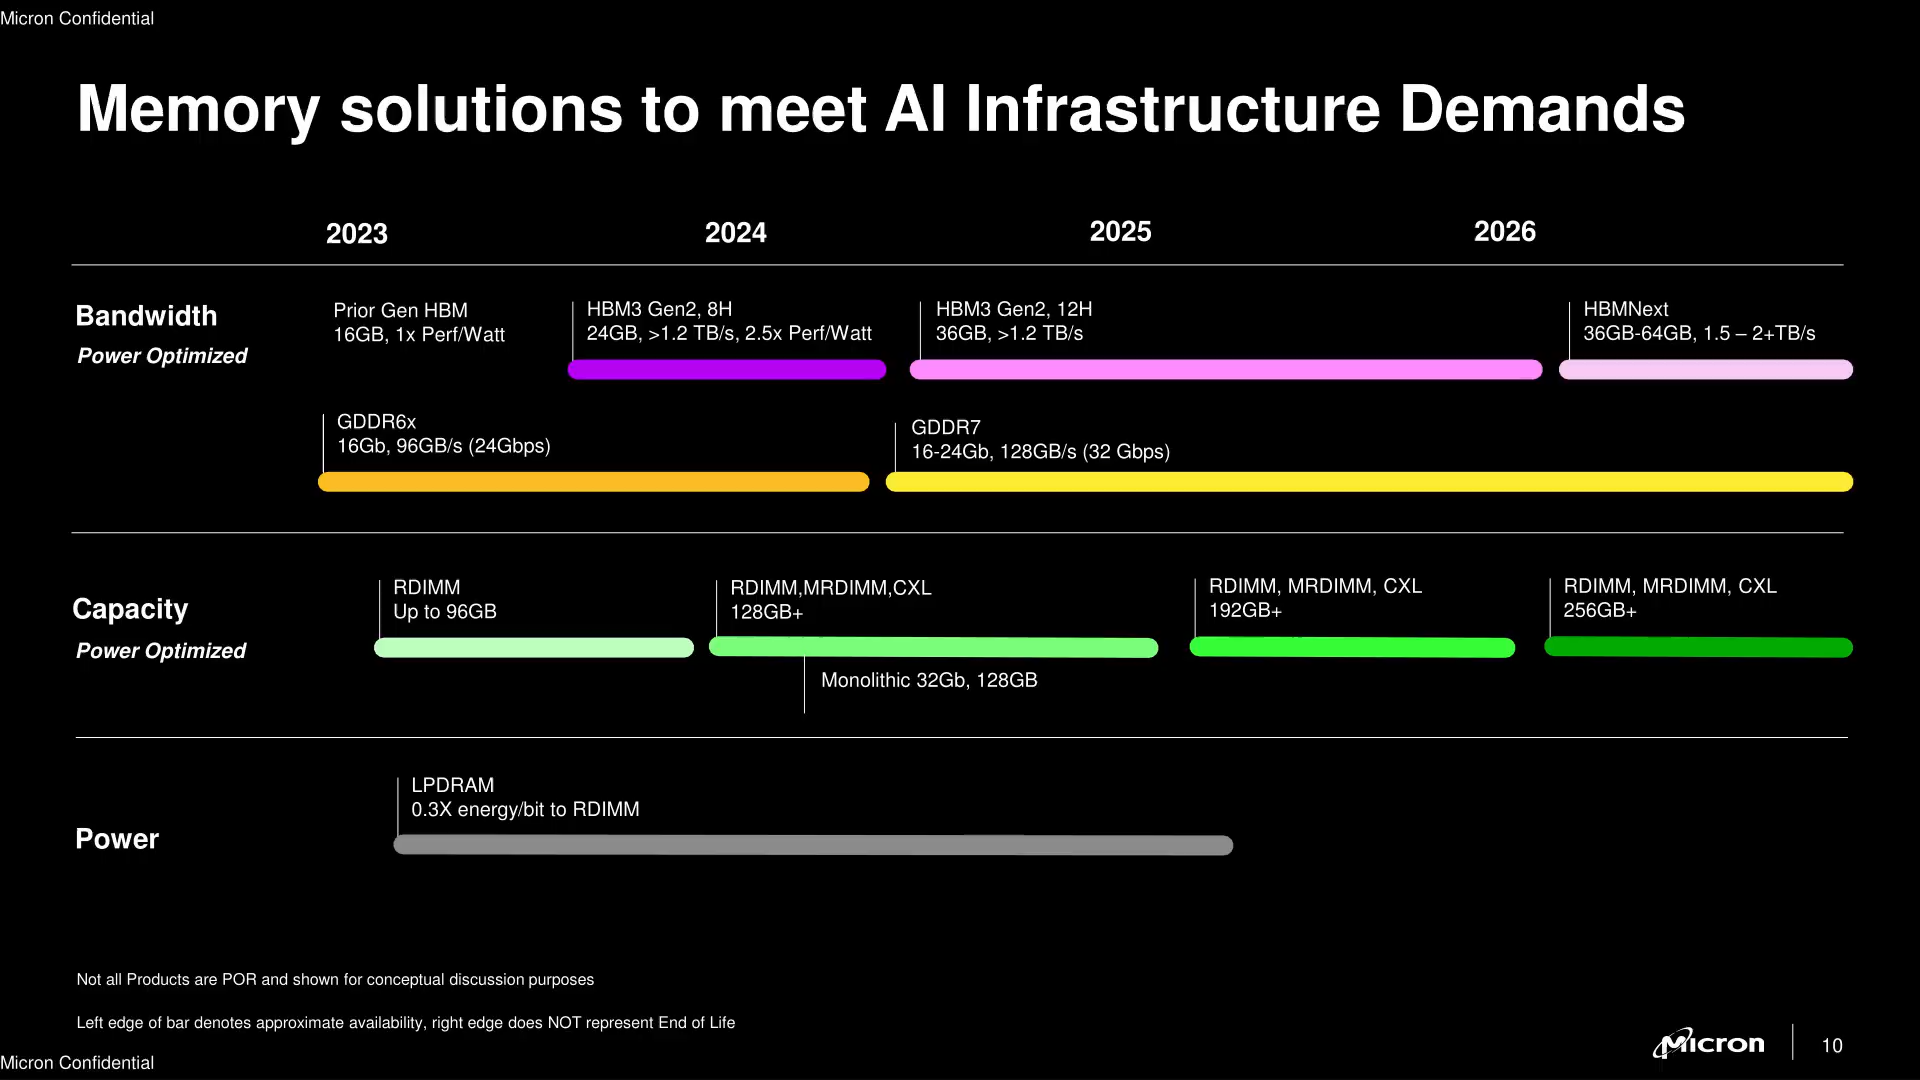 Micron Confidential
Memory solutions to meet AI Infrastructure Demands
2023 2024 2025 2026
Bandwidth
Power Optimized
Prior Gen HBM
16GB, 1x Perf/Watt
HBM3 Gen2, 8H
24GB, >1.2 TB/s, 2.5x Perf/Watt
HBM3 Gen2, 12H
36GB, >1.2 TB/s
HBMNext
36GB-64GB, 1.5 – 2+TB/s
GDDR6x
16Gb, 96GB/s (24Gbps)
GDDR7
16-24Gb, 128GB/s (32 Gbps)
Capacity
Power Optimized
RDIMM
Up to 96GB
RDIMM,MRDIMM,CXL
128GB+
Monolithic 32Gb, 128GB
RDIMM, MRDIMM, CXL
192GB+
RDIMM, MRDIMM, CXL
256GB+
Power
LPDRAM
0.3X energy/bit to RDIMM
Not all Products are POR and shown for conceptual discussion purposes
Left edge of bar denotes approximate availability, right edge does NOT represent End of Life
Micron
10
Micron Confidential